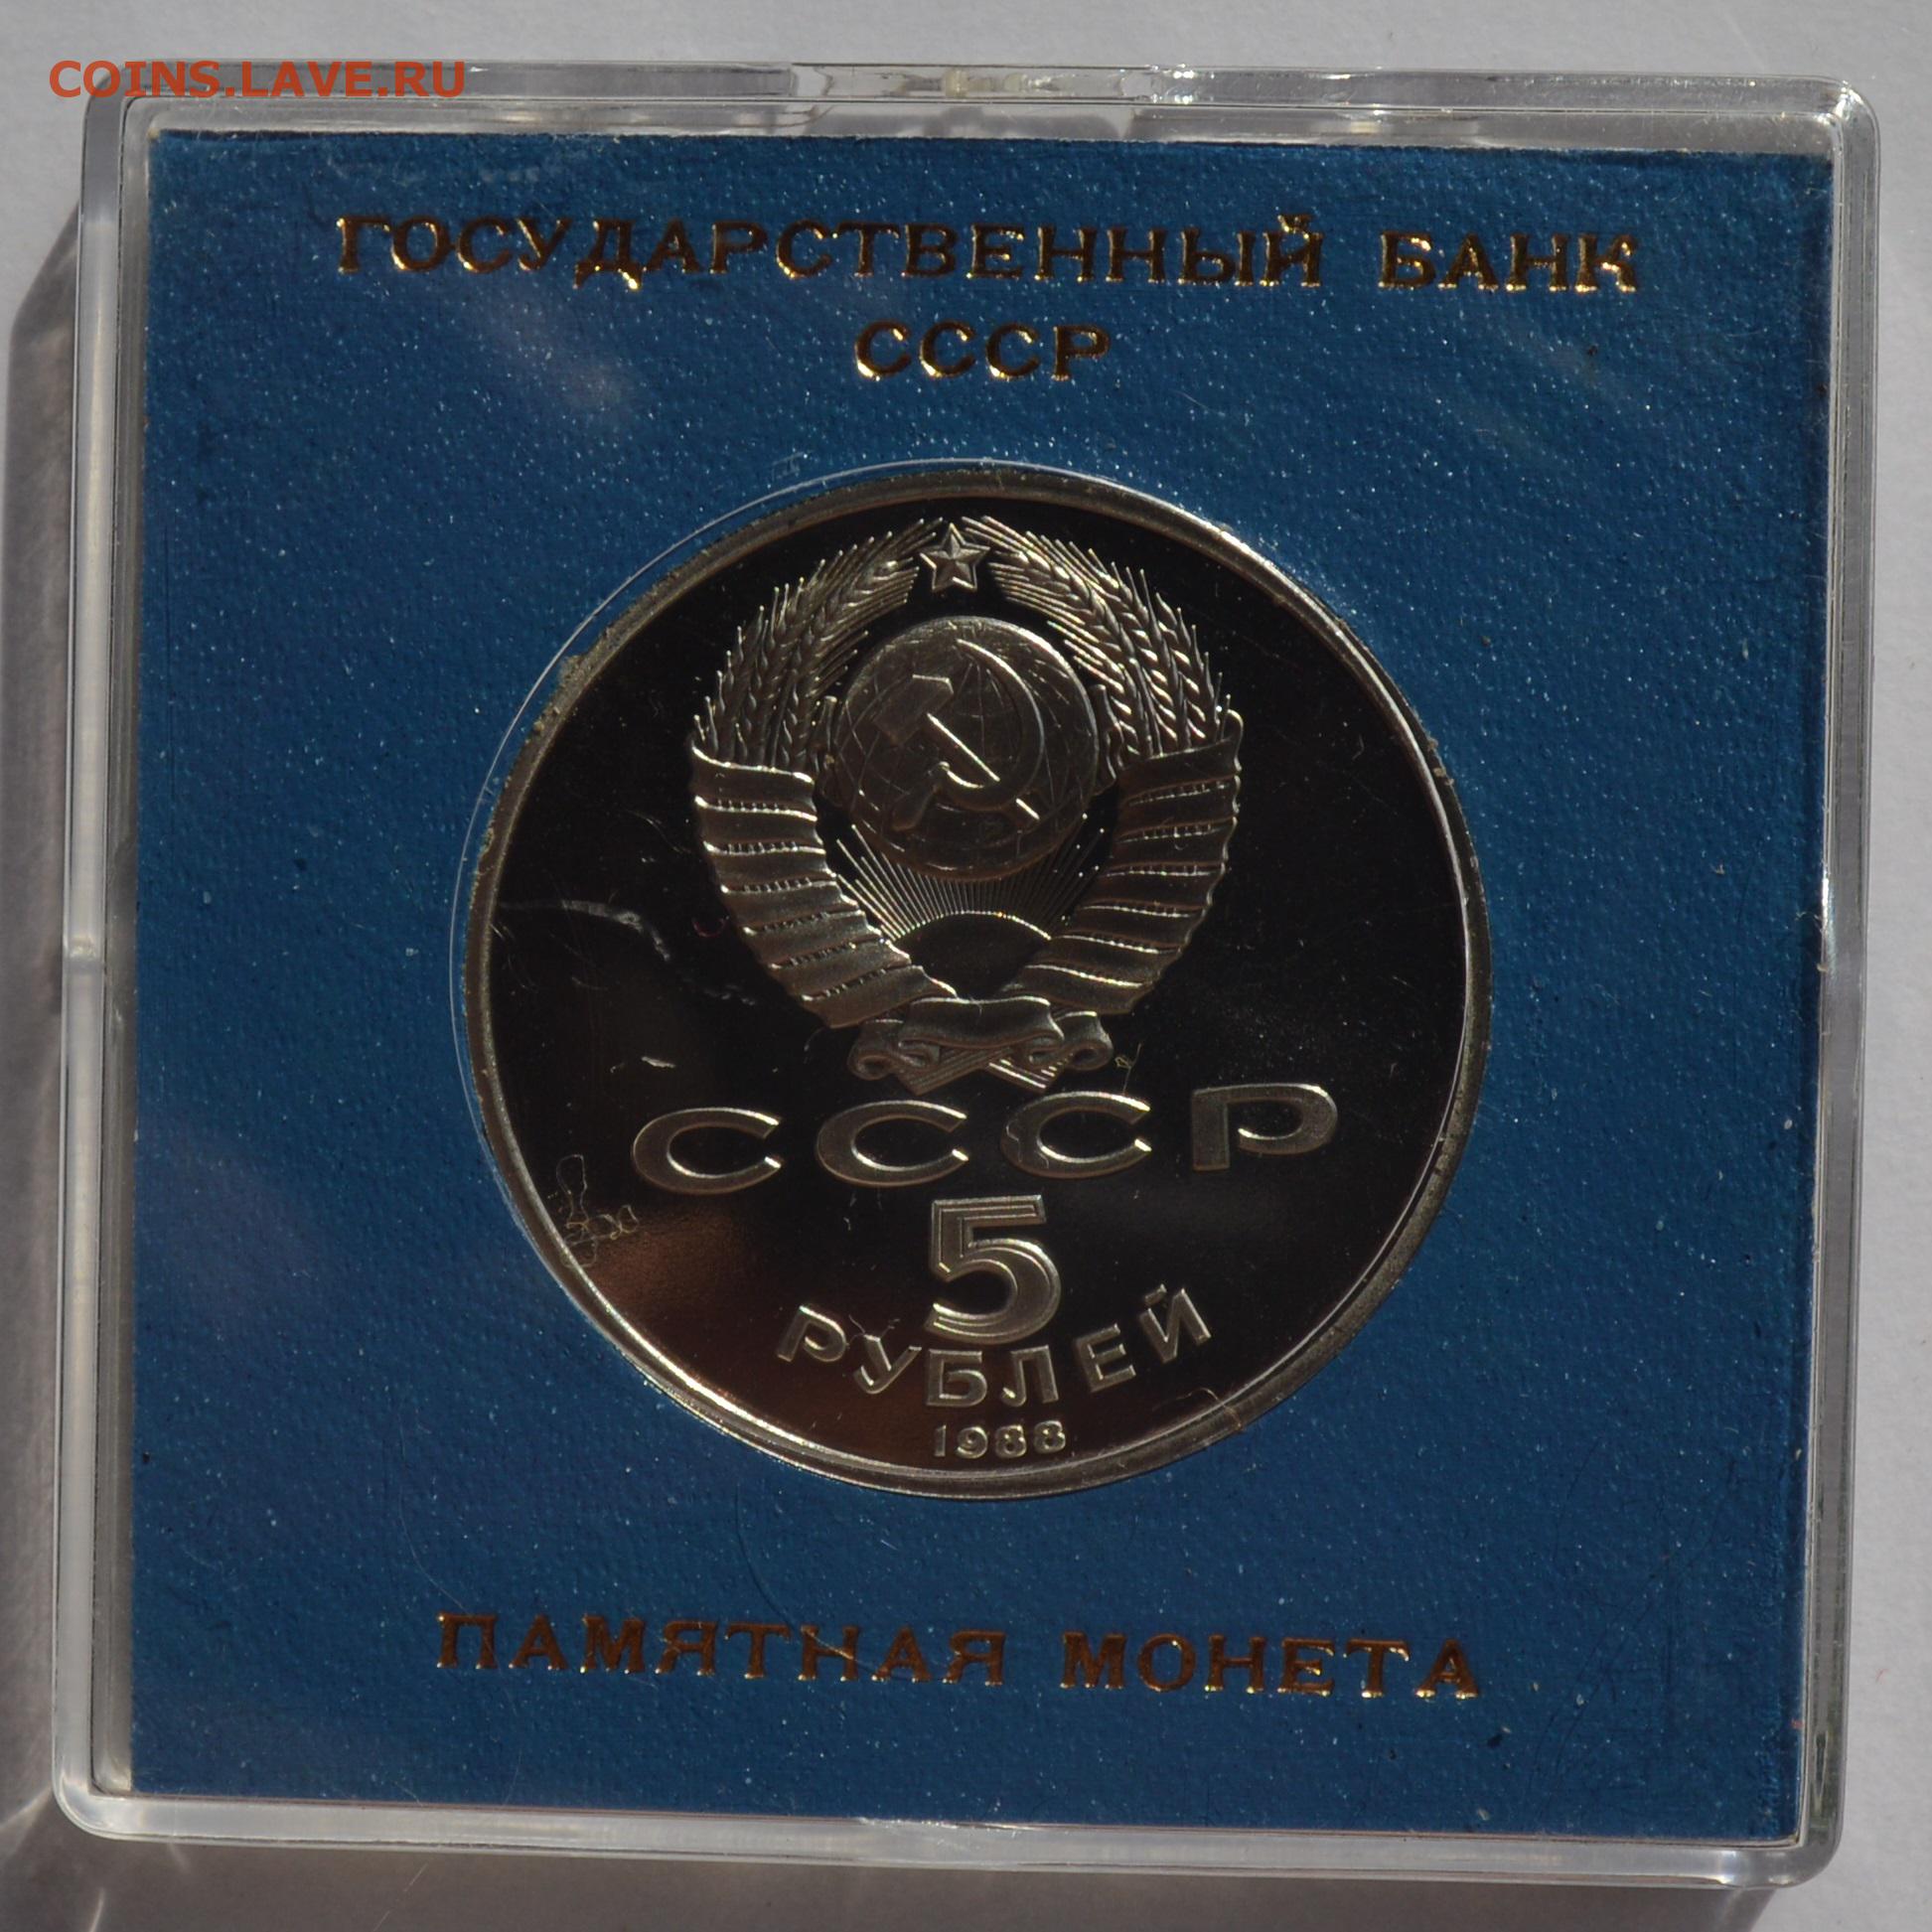 COINS.LAVE.RU
ГОСУДАРСТВЕННЫЙ БАНК
СССР
СССР
5
РУБЛЕЙ
1988
ПАМЯТНАЯ МОНЕТА